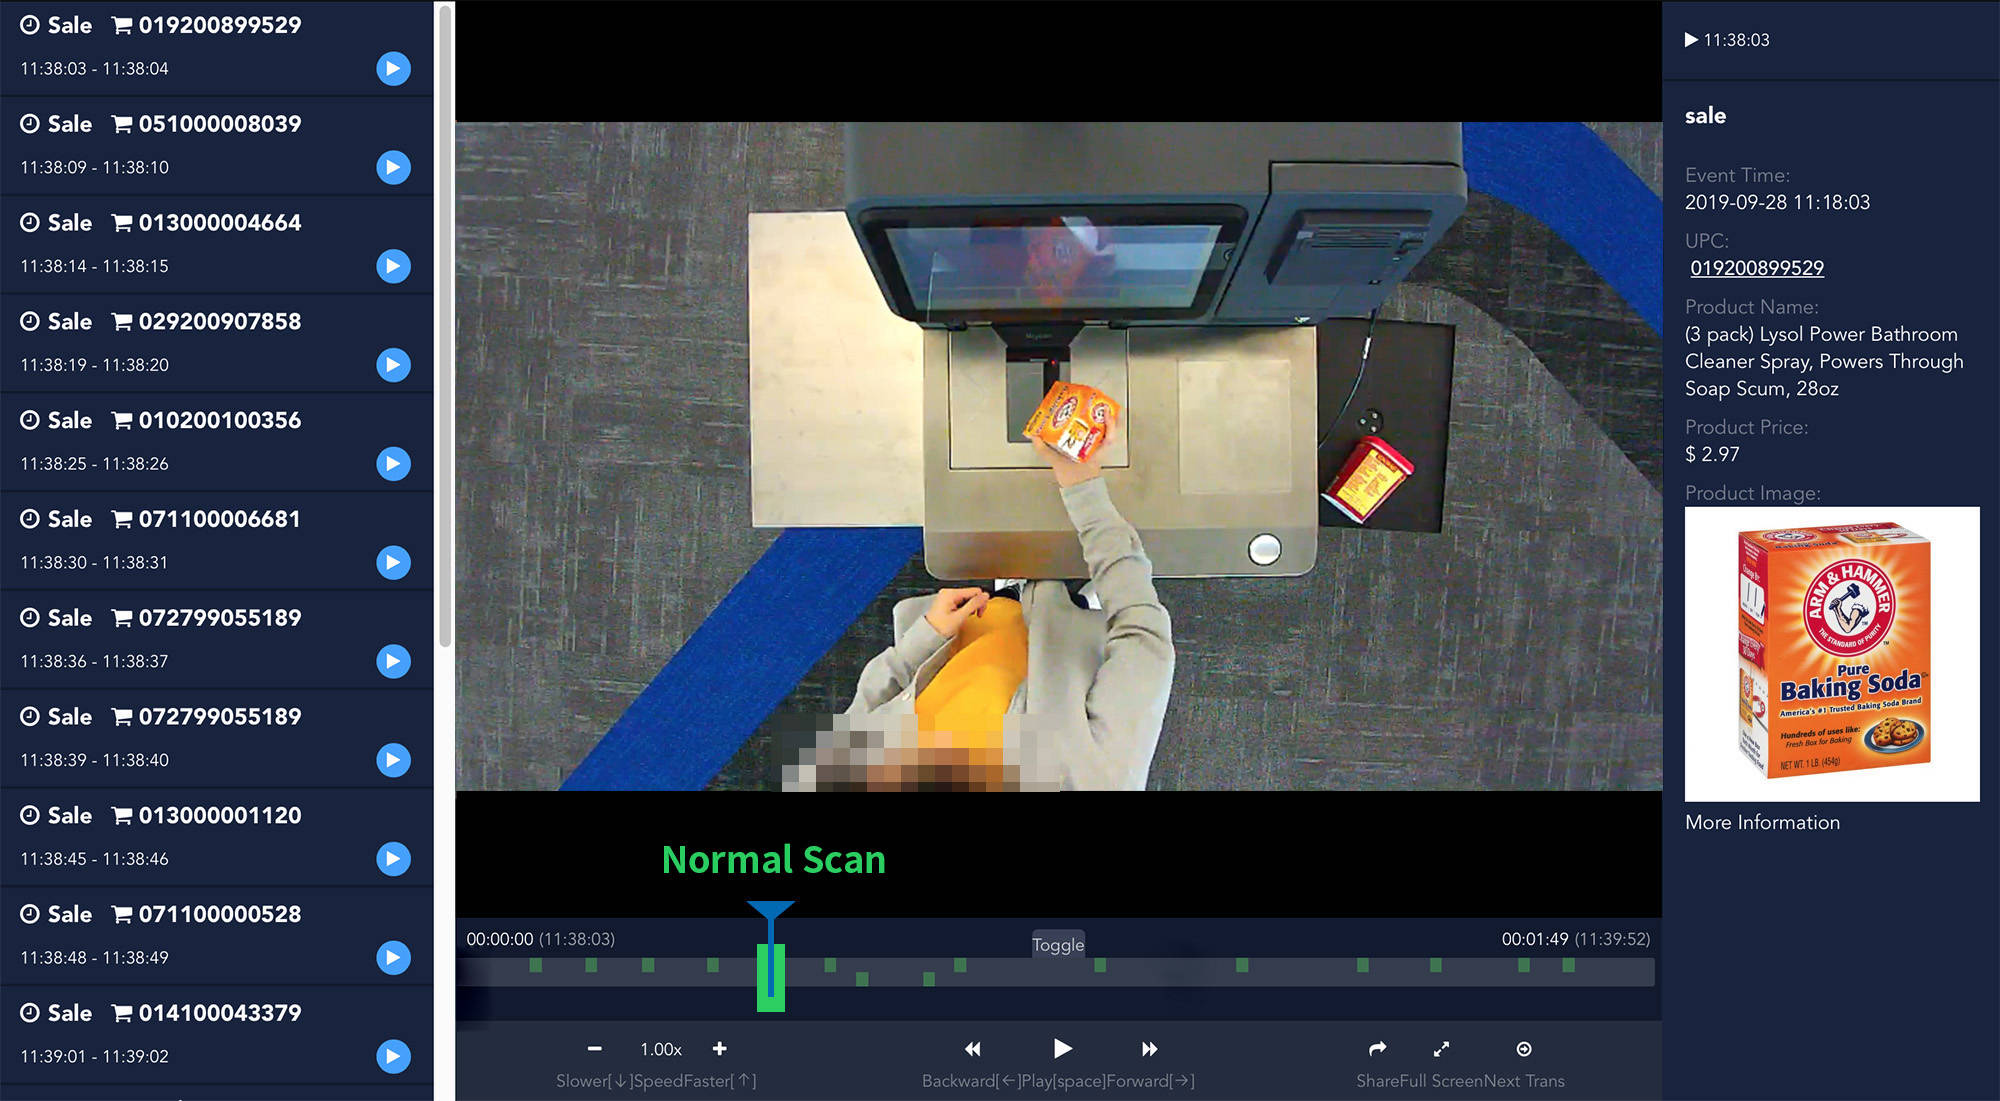 Sale 019200899529
11:38:03 - 11:38:04
Sale 051000008039
11:38:09 - 11:38:10
Sale 013000004664
11:38:14 - 11:38:15
Sale 029200907858
11:38:19 - 11:38:20
Sale 010200100356
11:38:25 - 11:38:26
Sale 071100006681
11:38:30 - 11:38:31
Sale 072799055189
11:38:36 - 11:38:37
Sale 072799055189
11:38:39 - 11:38:40
Sale 013000001120
11:38:45 - 11:38:46
Sale 071100000528
11:38:48 - 11:38:49
Sale 014100043379
11:39:01 - 11:39:02
Normal Scan
00:00:00 (11:38:03)
Toggle
00:01:49 (11:39:52)
1.00x
Slower[↓]SpeedFaster[↑]
Backward[←]Play[space]Forward[→]
ShareFull ScreenNext Trans
11:38:03
sale
Event Time:
2019-09-28 11:18:03
UPC:
019200899529
Product Name:
(3 pack) Lysol Power Bathroom
Cleaner Spray, Powers Through
Soap Scum, 28oz
Product Price:
$ 2.97
Product Image:
ARM & HAMMER
THE STANDARD OF PURITY
Pure
Baking Soda
America's #1 Trusted Baking Soda Brand
Hundreds of uses like:
Fresh Box for Baking
NET WT. 1 LB. (454g)
More Information